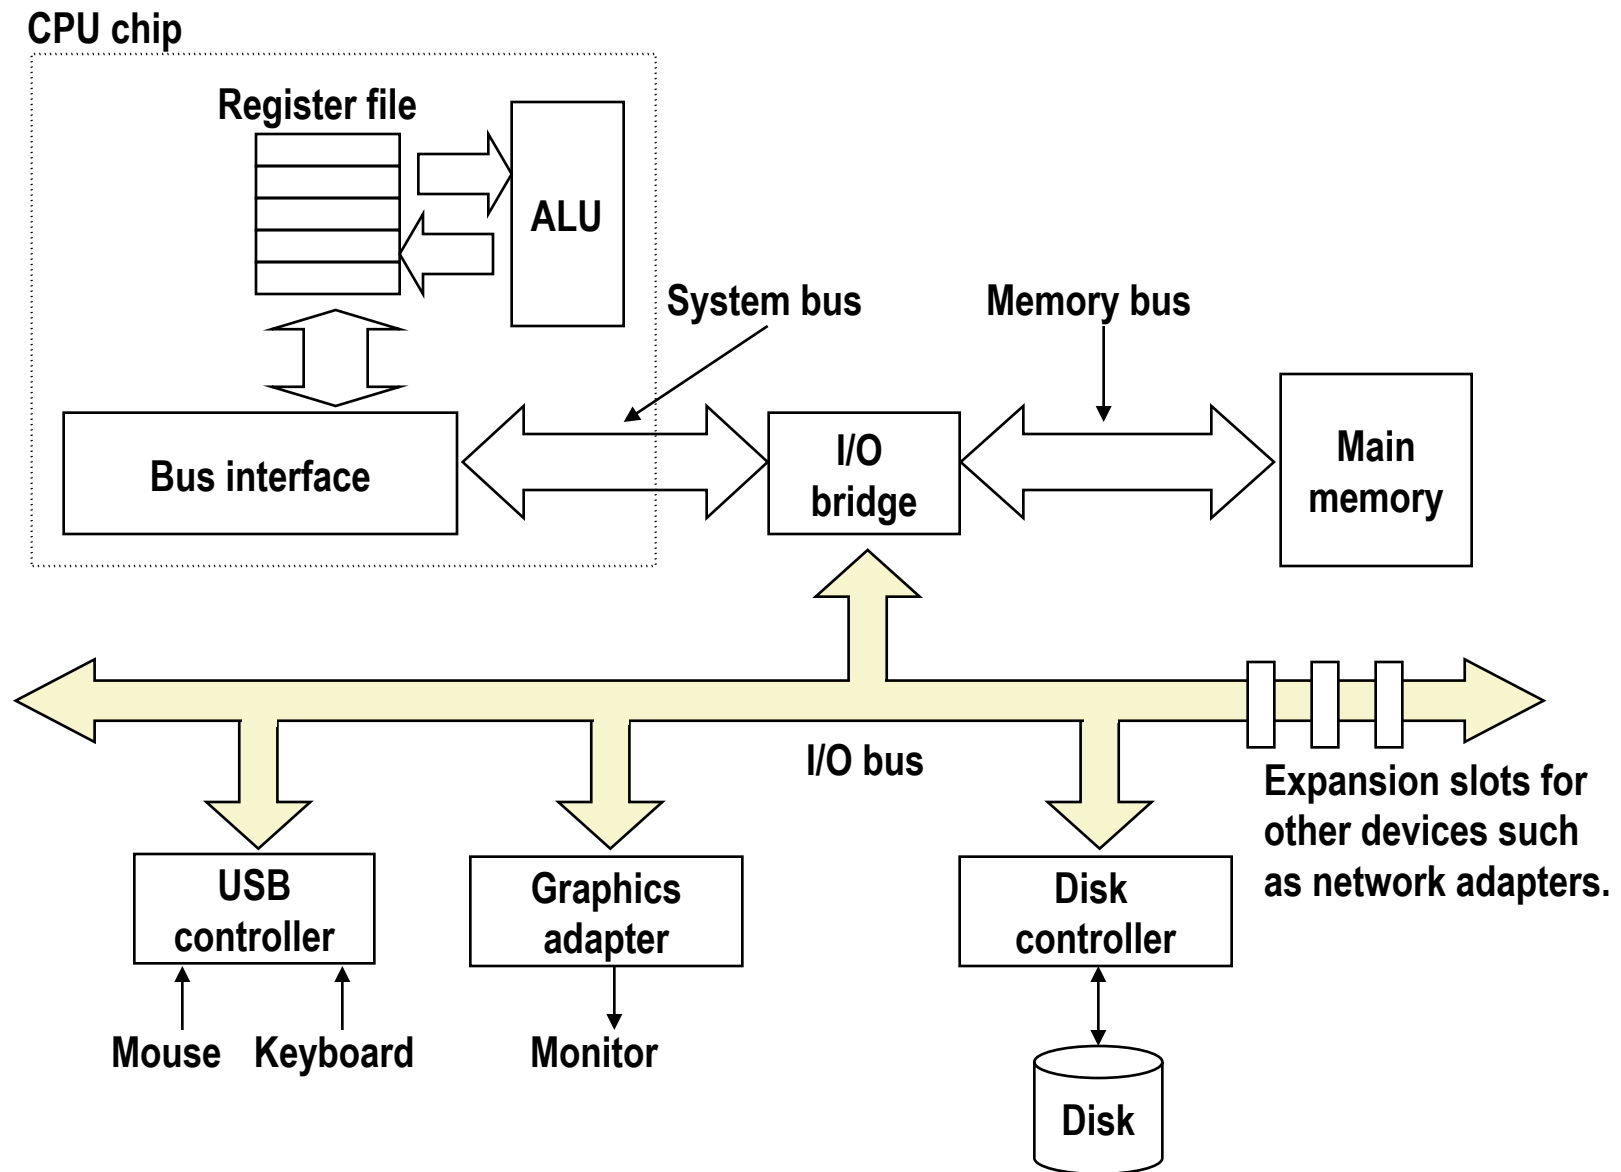 CPU chip
Register file
ALU
System bus
Memory bus
Bus interface
I/O
bridge
Main
memory
I/O bus
Expansion slots for
other devices such
as network adapters.
USB
controller
Graphics
adapter
Disk
controller
Mouse
Keyboard
Monitor
Disk